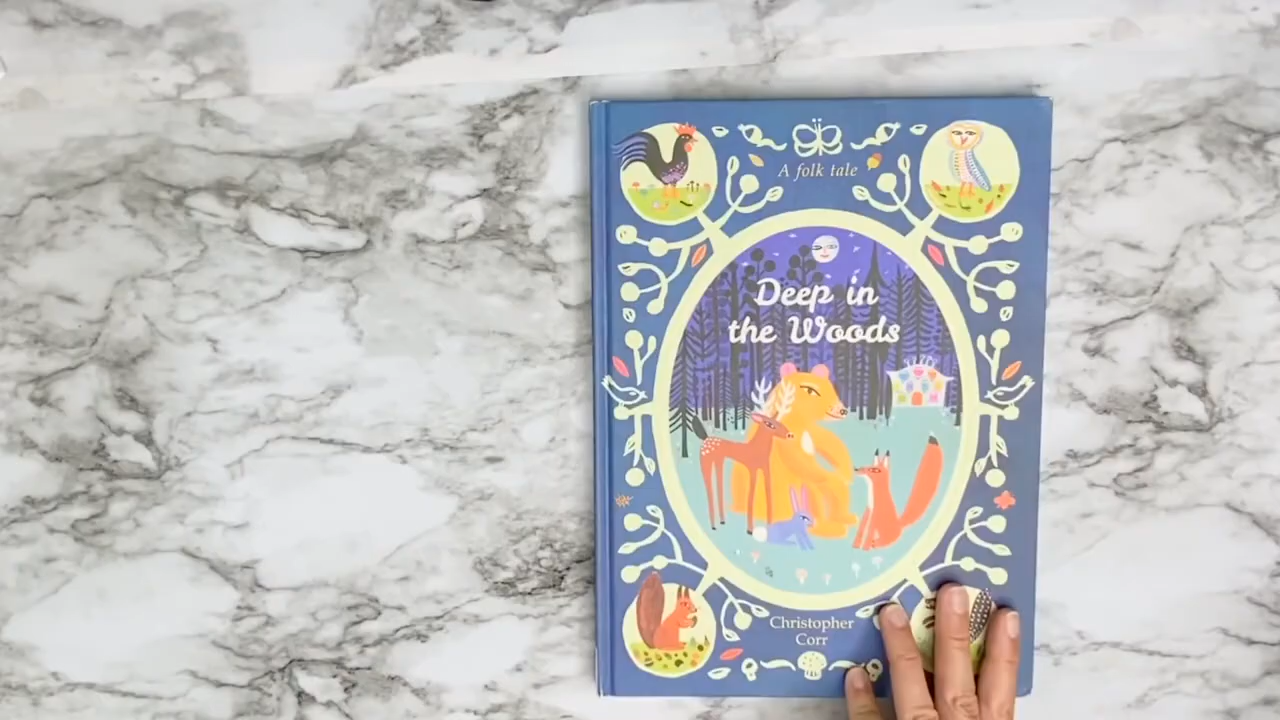 A folk tale
Deep in
the Woods
Christopher
Corr